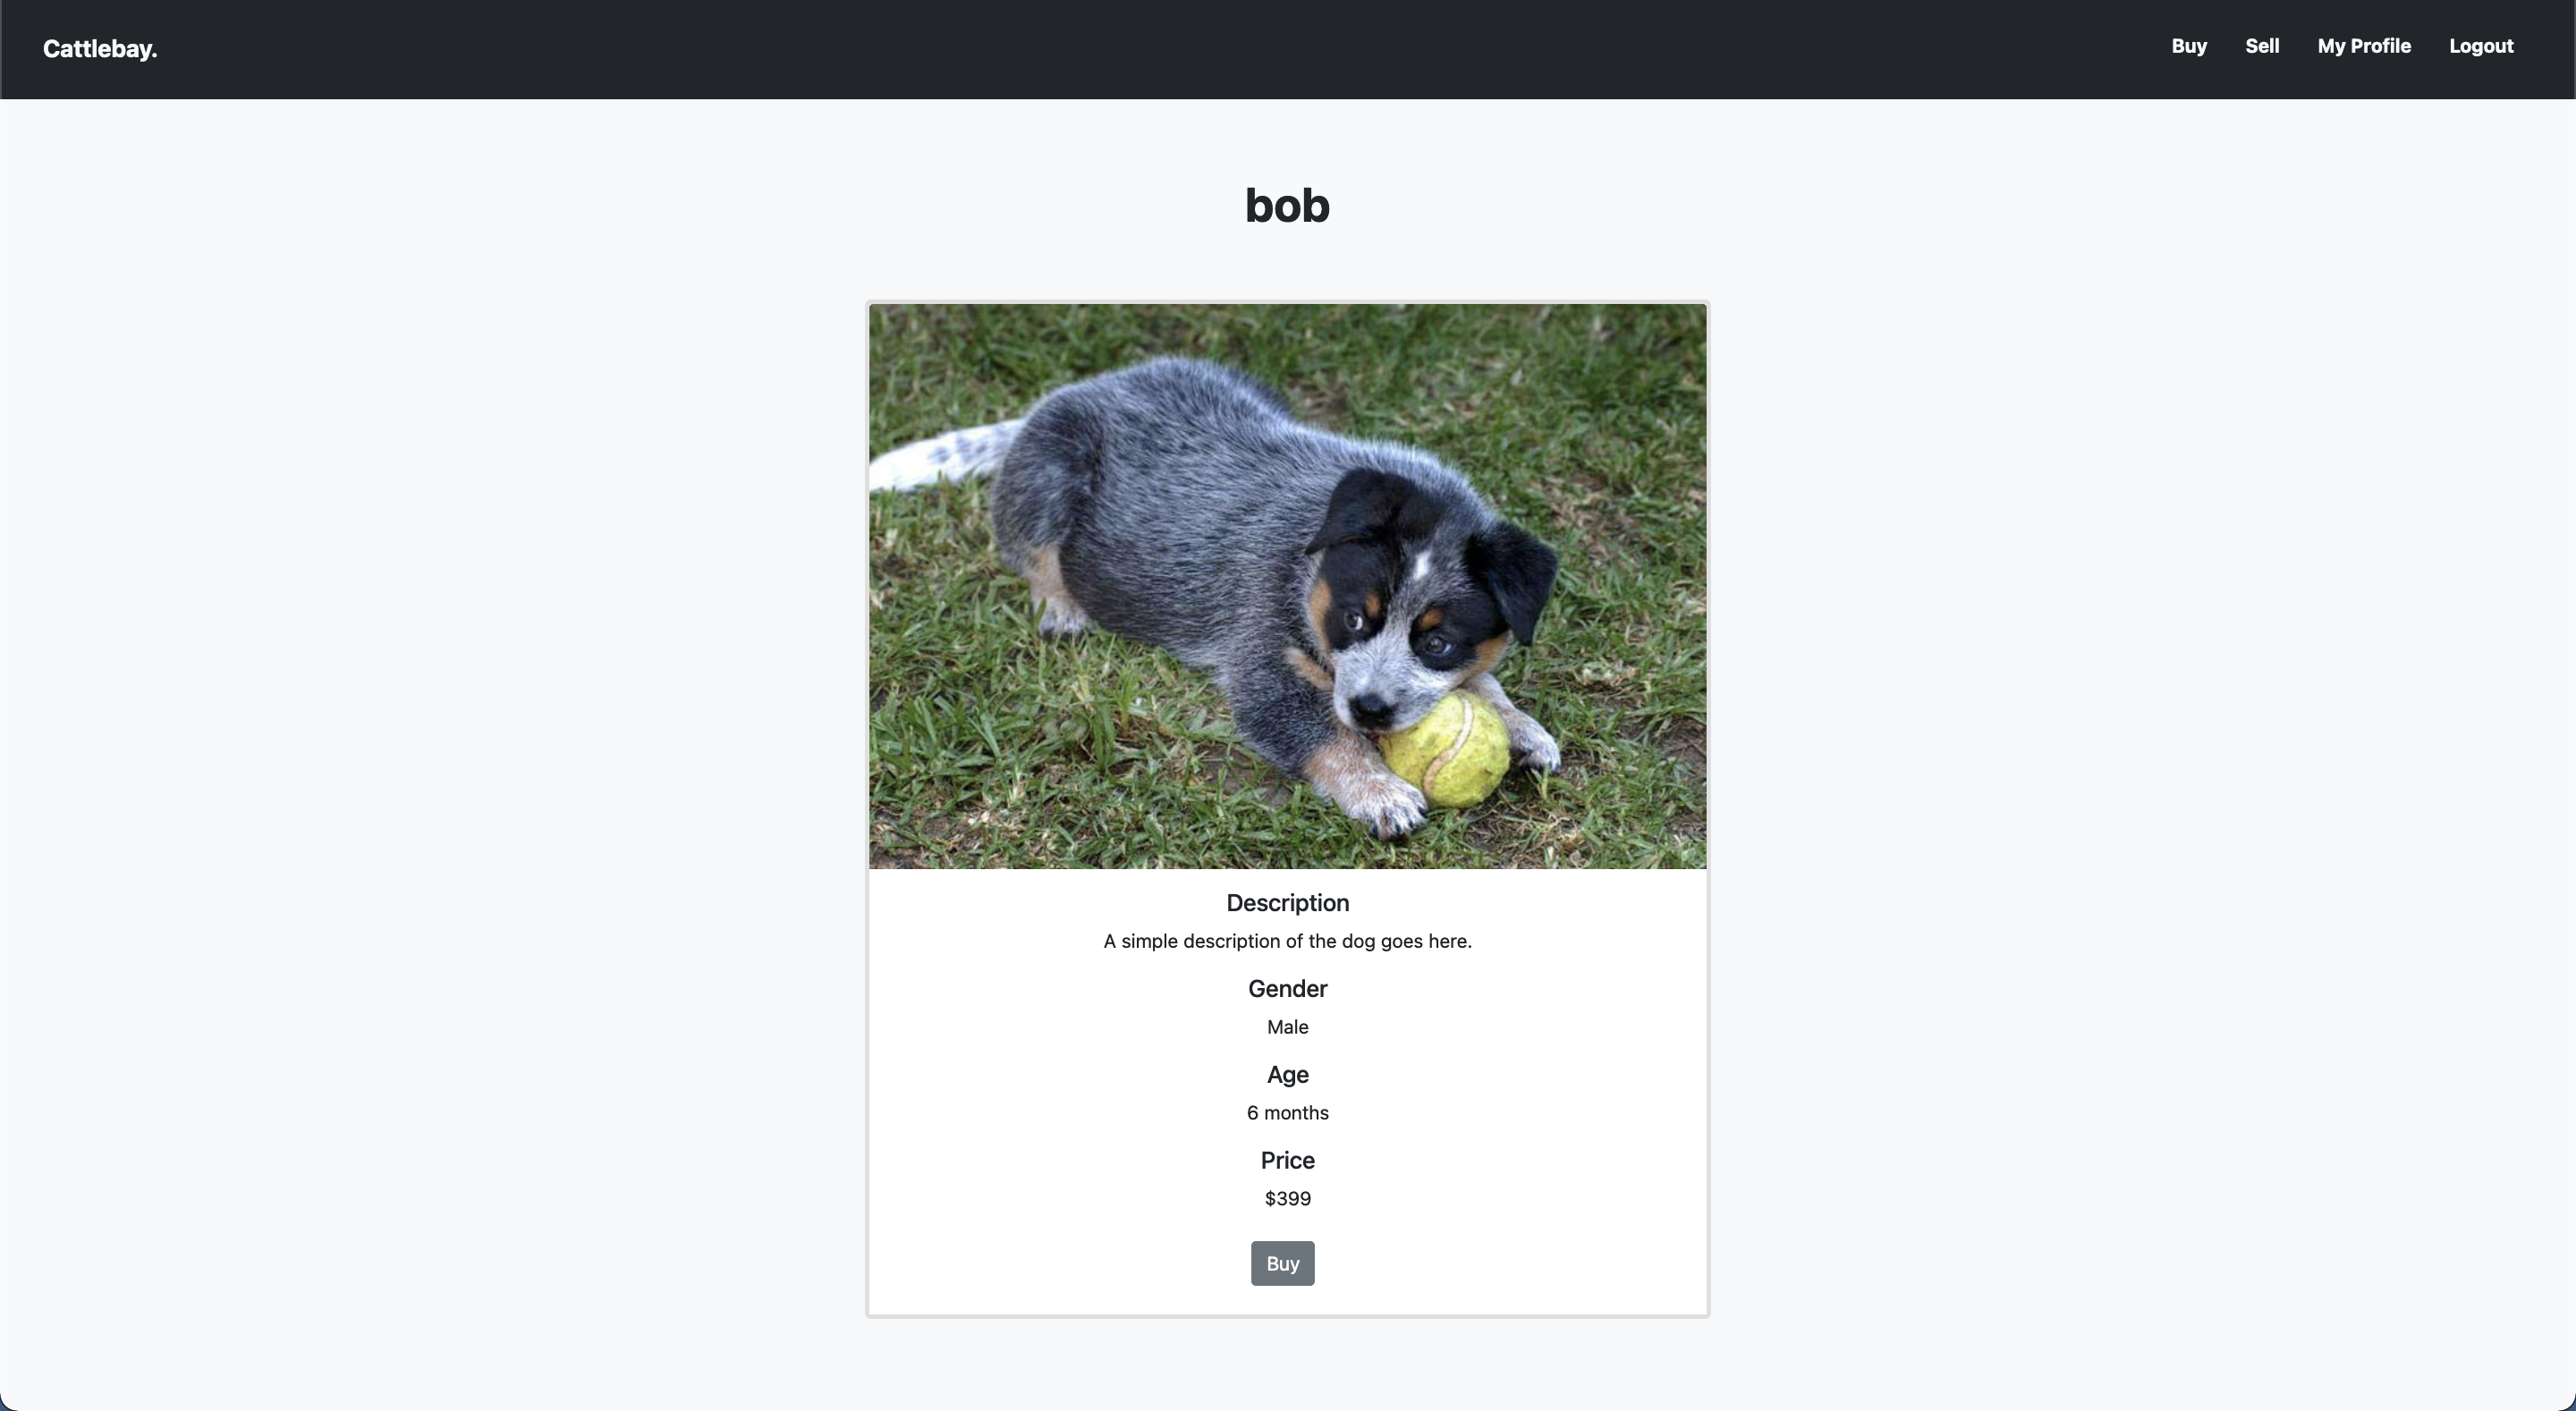 Cattlebay.
Buy Sell My Profile Logout
bob
Description
A simple description of the dog goes here.
Gender
Male
Age
6 months
Price
$399
Buy